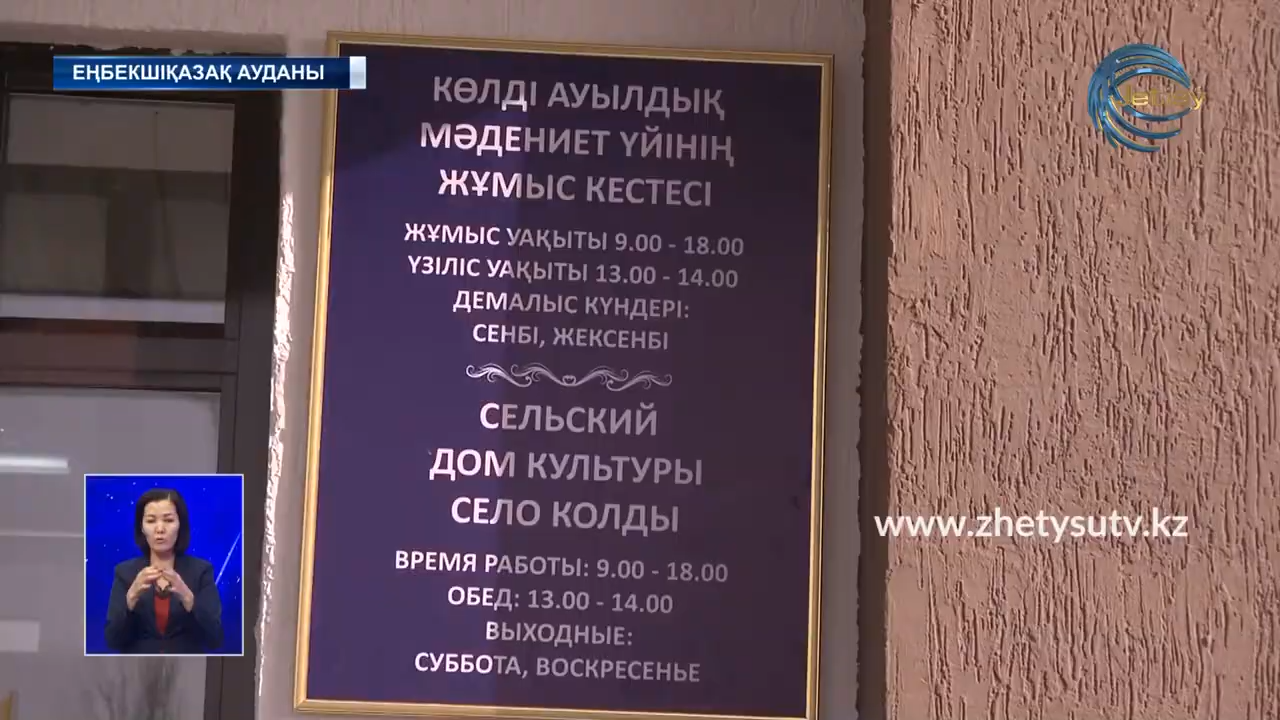 ЕҢБЕКШІҚАЗАҚ АУДАНЫ
КӨЛДІ АУЫЛДЫҚ
МӘДЕНИЕТ ҮЙІНІҢ
ЖҰМЫС КЕСТЕСІ
ЖҰМЫС УАҚЫТЫ 9.00 - 18.00
ҮЗІЛІС УАҚЫТЫ 13.00 - 14.00
ДЕМАЛЫС КҮНДЕРІ:
СЕНБІ, ЖЕКСЕНБІ
СЕЛЬСКИЙ
ДОМ КУЛЬТУРЫ
СЕЛО КОЛДЫ
ВРЕМЯ РАБОТЫ: 9.00 - 18.00
ОБЕД: 13.00 - 14.00
ВЫХОДНЫЕ:
СУББОТА, ВОСКРЕСЕНЬЕ
www.zhetysutv.kz